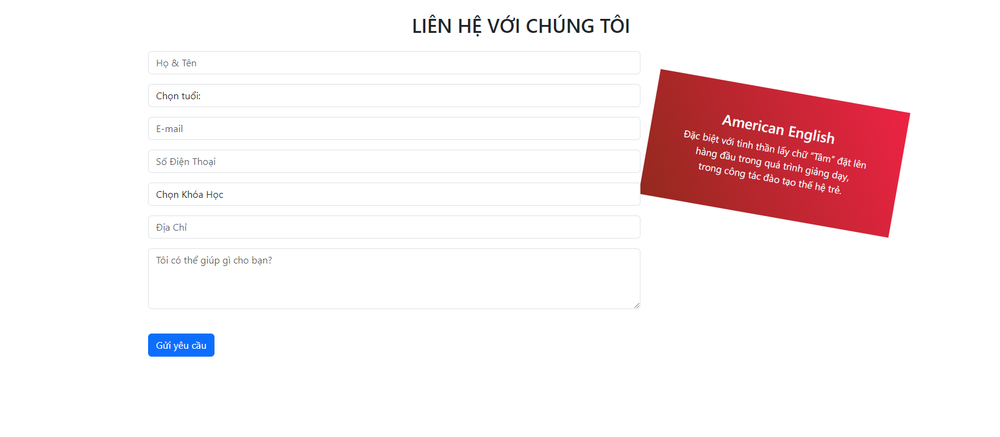 LIÊN HỆ VỚI CHÚNG TÔI
Họ & Tên
Chọn tuổi:
E-mail
Số Điện Thoại
Chọn Khóa Học
Địa Chỉ
Tôi có thể giúp gì cho bạn?
Gửi yêu cầu
American English
Đặc biệt với tinh thần lấy chữ “Tâm” đặt lên
hàng đầu trong quá trình giảng dạy,
trong công tác đào tạo thế hệ trẻ.